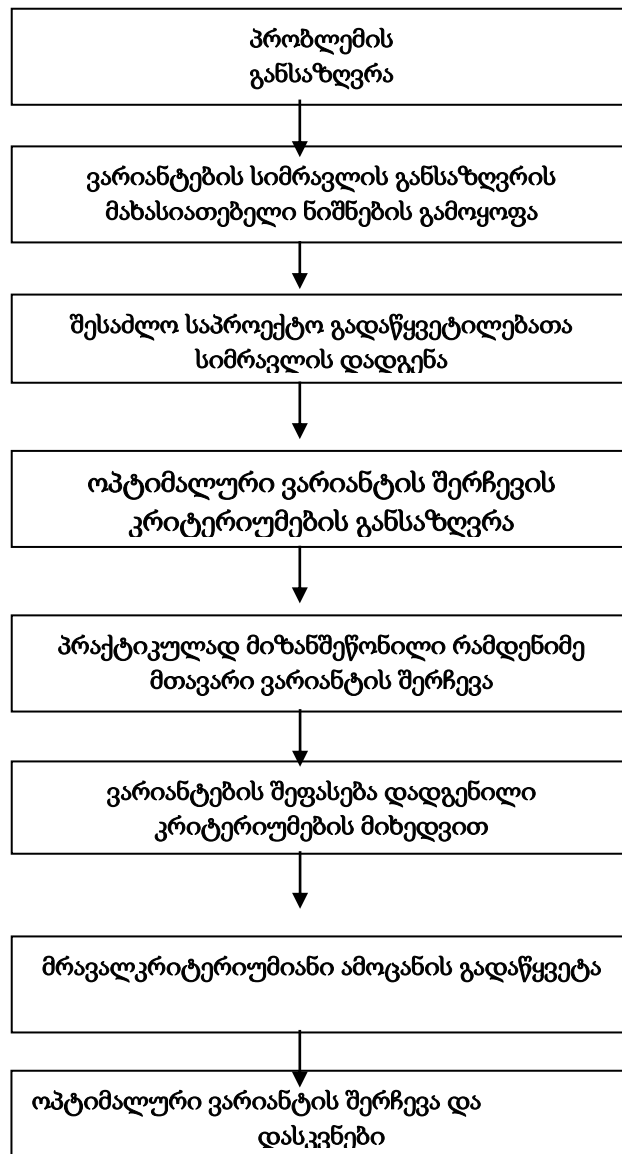 პრობლემის
განსაზღვრა
ვარიანტების სიმრავლის განსაზღვრის
მახასიათებელი ნიშნების გამოყოფა
შესაძლო საპროექტო გადაწყვეტილებათა
სიმრავლის დადგენა
ოპტიმალური ვარიანტის შერჩევის
კრიტერიუმების განსაზღვრა
პრაქტიკულად მიზანშეწონილი რამდენიმე
მთავარი ვარიანტის შერჩევა
ვარიანტების შეფასება დადგენილი
კრიტერიუმების მიხედვით
მრავალკრიტერიუმიანი ამოცანის გადაწყვეტა
ოპტიმალური ვარიანტის შერჩევა და
დასკვნები